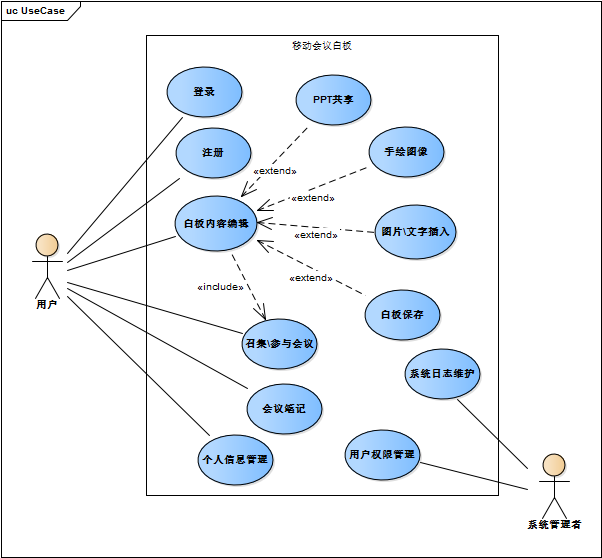 uc UseCase
移动会议白板
登录
PPT共享
注册
手绘图像
«extend»
«extend»
白板内容编辑
图片\文字插入
«extend»
用户
«extend»
«include»
白板保存
召集\参与会议
系统日志维护
会议笔记
个人信息管理
用户权限管理
系统管理者